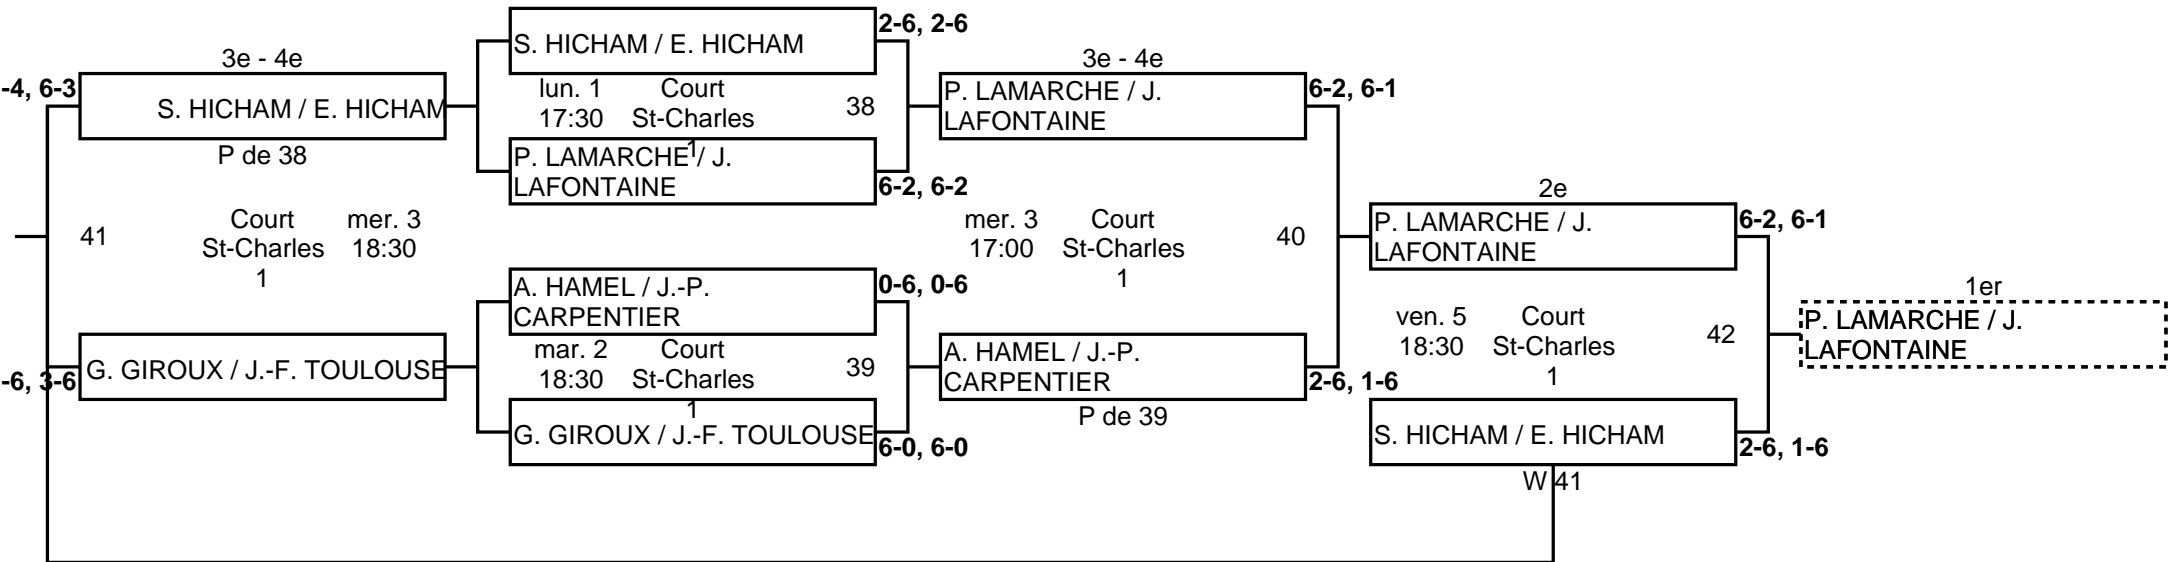 3e - 4e
-4, 6-3
S. HICHAM / E. HICHAM
P de 38
41
Court
St-Charles
1
mer. 3
18:30
-6, 3-6
G. GIROUX / J.-F. TOULOUSE
2-6, 2-6
S. HICHAM / E. HICHAM
lun. 1
17:30
Court
St-Charles
1
38
P. LAMARCHE / J.
LAFONTAINE
6-2, 6-2
0-6, 0-6
A. HAMEL / J.-P.
CARPENTIER
mar. 2
18:30
Court
St-Charles
1
39
G. GIROUX / J.-F. TOULOUSE
6-0, 6-0
3e - 4e
P. LAMARCHE / J.
LAFONTAINE
6-2, 6-1
mer. 3
17:00
Court
St-Charles
1
40
A. HAMEL / J.-P.
CARPENTIER
2-6, 1-6
P de 39
2e
P. LAMARCHE / J.
LAFONTAINE
6-2, 6-1
ven. 5
18:30
Court
St-Charles
1
42
S. HICHAM / E. HICHAM
2-6, 1-6
W 41
1er
P. LAMARCHE / J.
LAFONTAINE